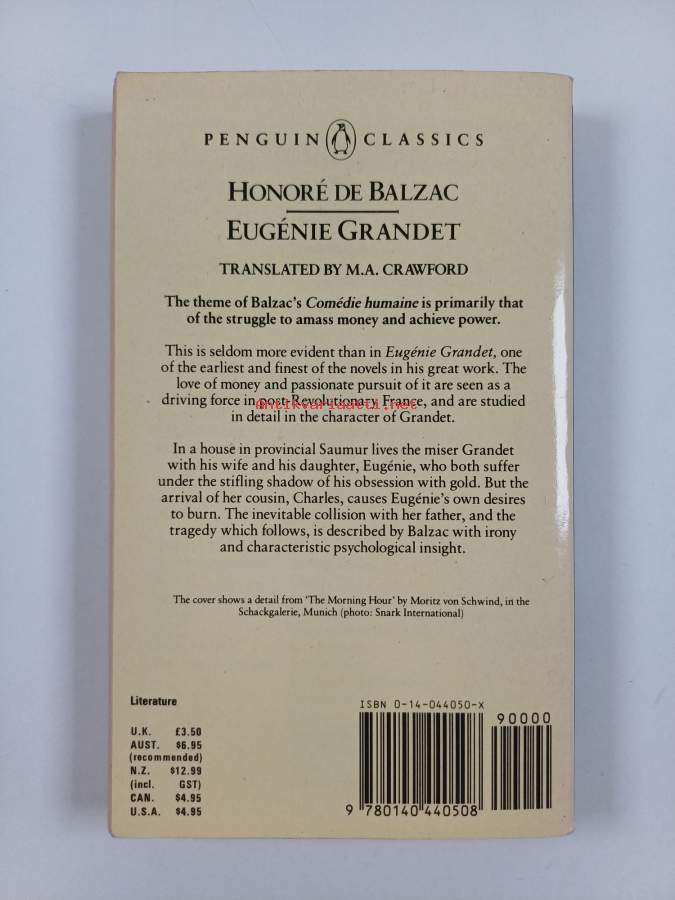 PENGUIN CLASSICS
HONORÉ DE BALZAC
EUGÉNIE GRANDET
TRANSLATED BY M.A. CRAWFORD
The theme of Balzac's Comédie humaine is primarily that
of the struggle to amass money and achieve power.
This is seldom more evident than in Eugénie Grandet, one
of the earliest and finest of the novels in his great work. The
love of money and passionate pursuit of it are seen as a
driving force in post-Revolutionary France, and are studied
Antikvariaatti.net
in detail in the character of Grandet.
In a house in provincial Saumur lives the miser Grandet
with his wife and his daughter, Eugénie, who both suffer
under the stifling shadow of his obsession with gold. But the
arrival of her cousin, Charles, causes Eugénie's own desires
to burn. The inevitable collision with her father, and the
tragedy which follows, is described by Balzac with irony
and characteristic psychological insight.
The cover shows a detail from 'The Morning Hour' by Moritz von Schwind, in the
Schackgalerie, Munich (photo: Snark International)
Literature
U.K. £3.50
AUST. $6.95
(recommended)
N.Z. $12.99
(incl. GST)
CAN. $4.95
U.S.A. $4.95
ISBN 0-14-044050-X
90000
9 780140 440508